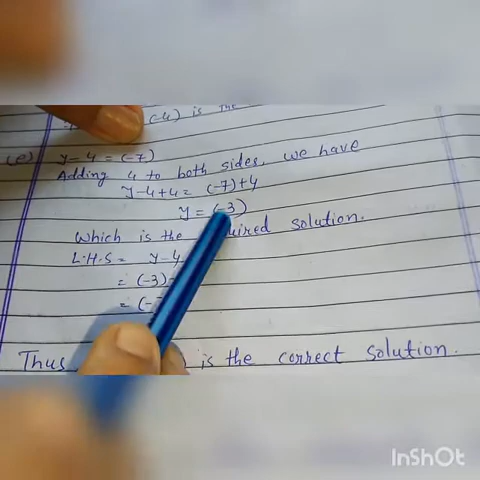 (-4) is the
(e) y-4 = (-7)
Adding 4 to both sides, we have
y-4+4 = (-7)+4
y = (-3)
Which is the solution.
L.H.S = y-4
= (-3)
= (-
Thus is the correct solution.
InShOt